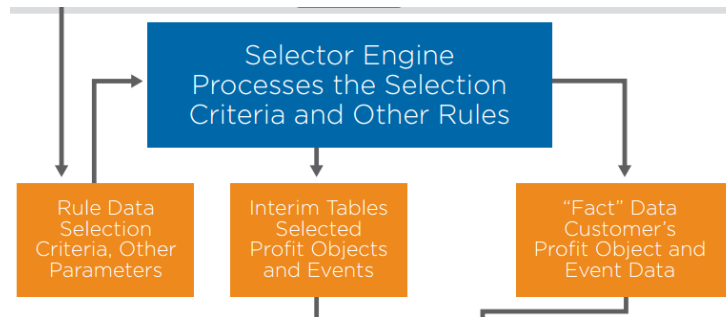 Selector Engine
Processes the Selection
Criteria and Other Rules
Rule Data
Selection
Criteria, Other
Parameters
Interim Tables
Selected
Profit Objects
and Events
“Fact” Data
Customer’s
Profit Object and
Event Data